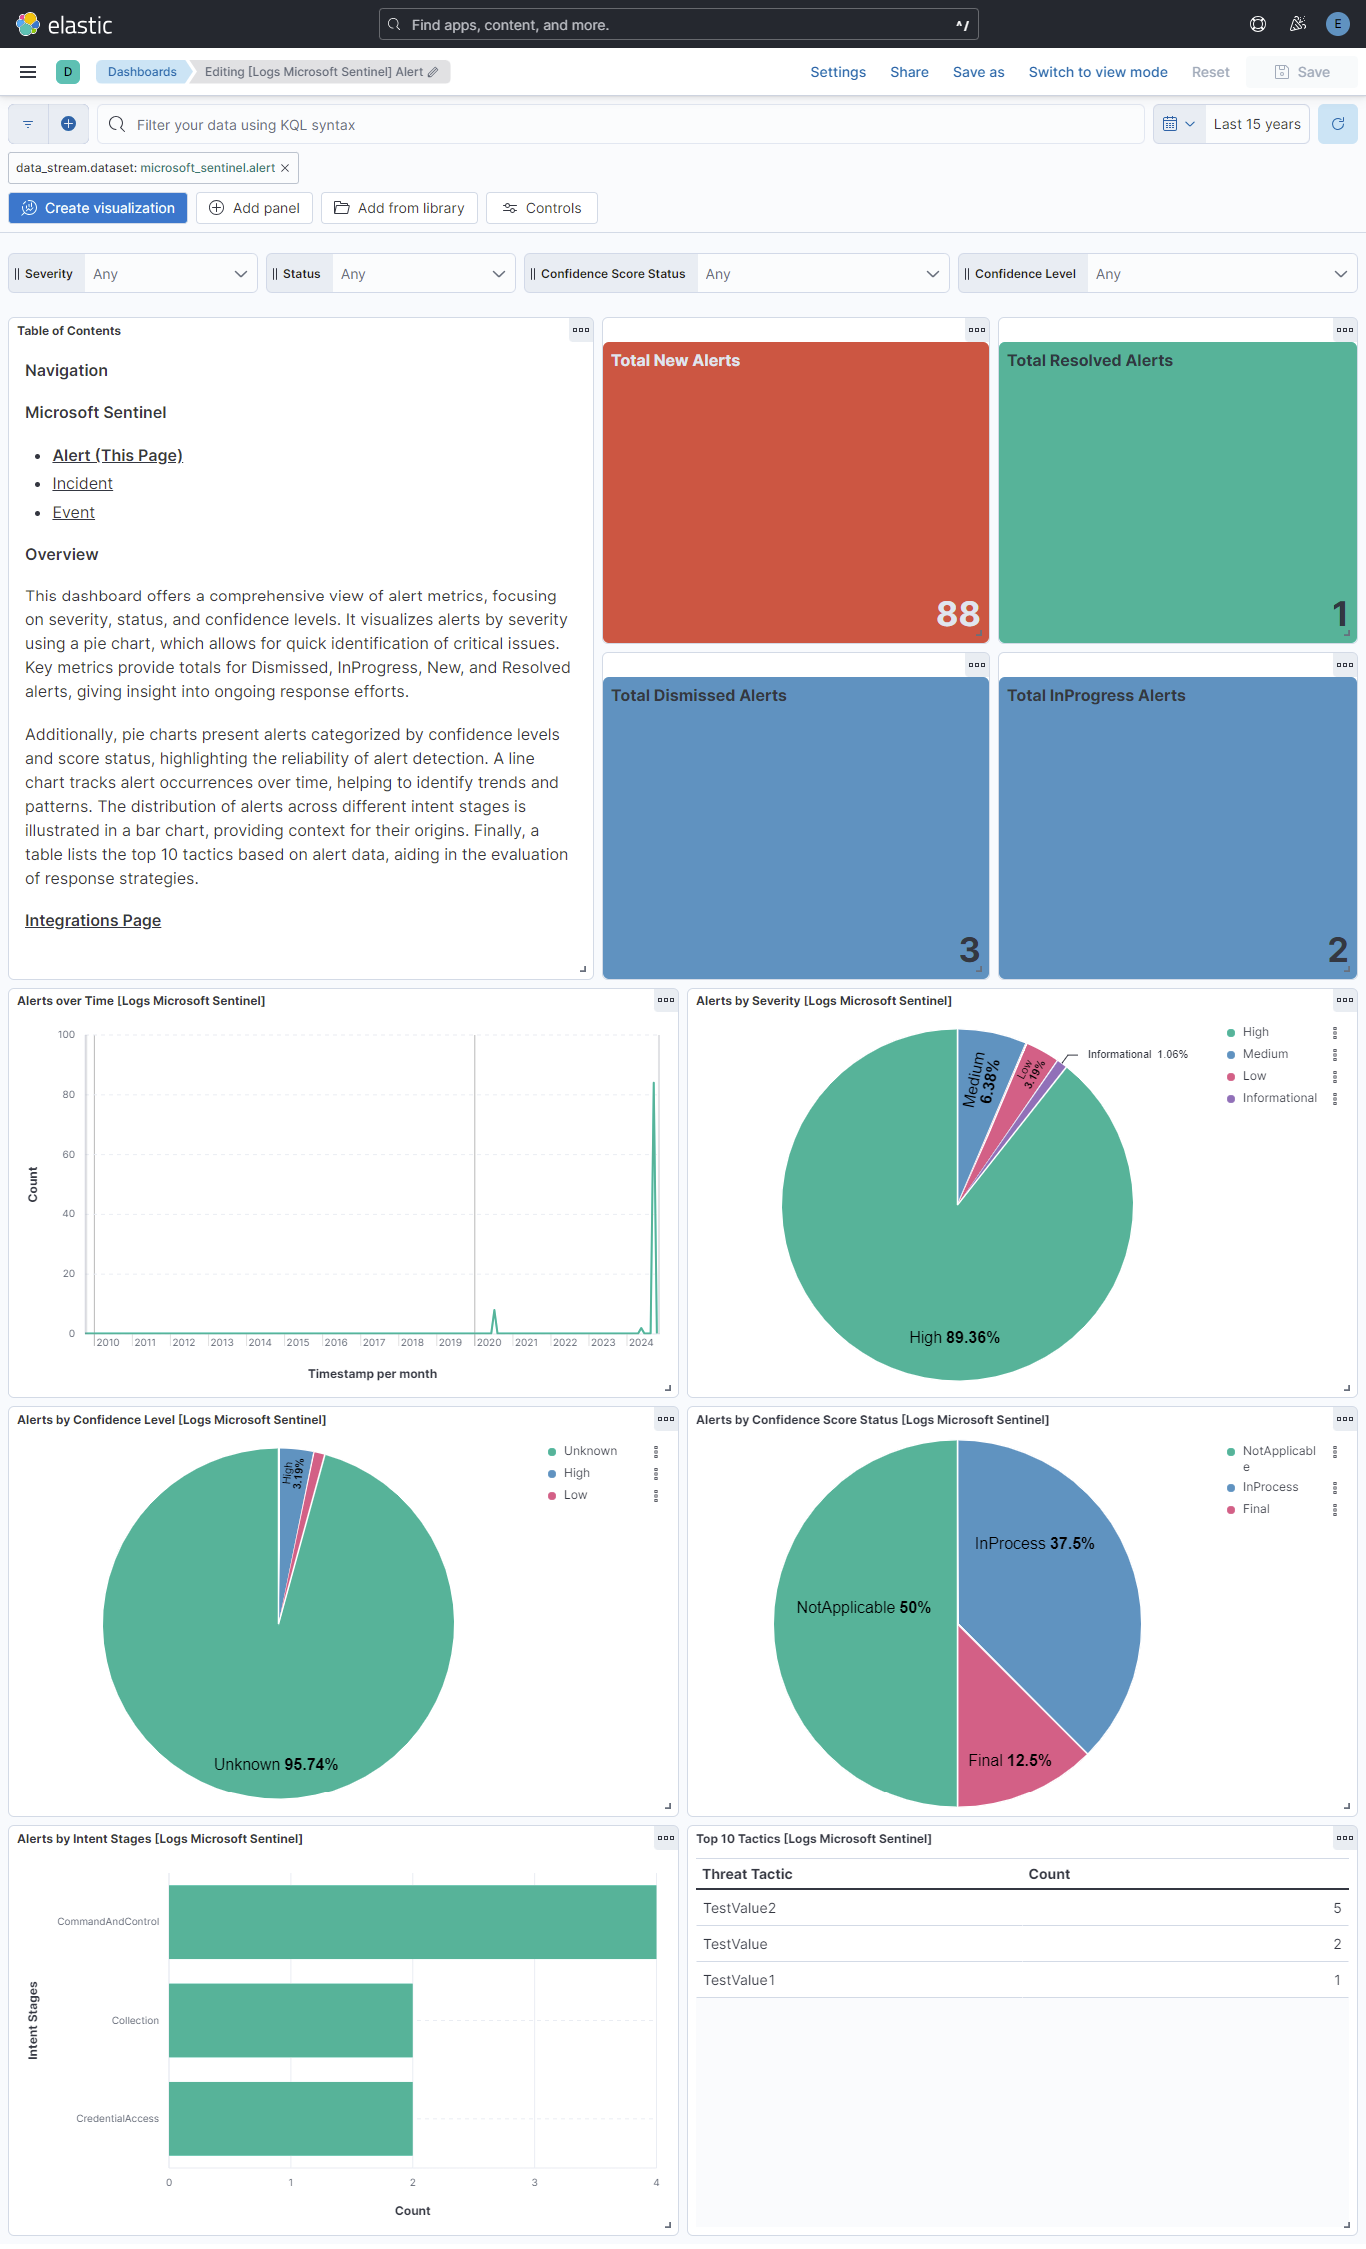 elastic
Find apps, content, and more.
^/
E
D
Dashboards
Editing [Logs Microsoft Sentinel] Alert
Settings
Share
Save as
Switch to view mode
Reset
Save
Filter your data using KQL syntax
Last 15 years
data_stream.dataset: microsoft_sentinel.alert
Create visualization
Add panel
Add from library
Controls
Severity
Any
Status
Any
Confidence Score Status
Any
Confidence Level
Any
Table of Contents
Navigation
Microsoft Sentinel
• Alert (This Page)
• Incident
• Event
Overview
This dashboard offers a comprehensive view of alert metrics, focusing
on severity, status, and confidence levels. It visualizes alerts by severity
using a pie chart, which allows for quick identification of critical issues.
Key metrics provide totals for Dismissed, InProgress, New, and Resolved
alerts, giving insight into ongoing response efforts.
Additionally, pie charts present alerts categorized by confidence levels
and score status, highlighting the reliability of alert detection. A line
chart tracks alert occurrences over time, helping to identify trends and
patterns. The distribution of alerts across different intent stages is
illustrated in a bar chart, providing context for their origins. Finally, a
table lists the top 10 tactics based on alert data, aiding in the evaluation
of response strategies.
Integrations Page
Total New Alerts
88
Total Resolved Alerts
1
Total Dismissed Alerts
3
Total InProgress Alerts
2
Alerts over Time [Logs Microsoft Sentinel]
100
80
60
40
20
0
Count
2010 2011 2012 2013 2014 2015 2016 2017 2018 2019 2020 2021 2022 2023 2024
Timestamp per month
Alerts by Severity [Logs Microsoft Sentinel]
Medium
6.38%
Low
3.19%
Informational 1.06%
High 89.36%
High
Medium
Low
Informational
Alerts by Confidence Level [Logs Microsoft Sentinel]
High
3.19%
Unknown 95.74%
Unknown
High
Low
Alerts by Confidence Score Status [Logs Microsoft Sentinel]
InProcess 37.5%
NotApplicable 50%
Final 12.5%
NotApplicabl
e
InProcess
Final
Alerts by Intent Stages [Logs Microsoft Sentinel]
Intent Stages
CommandAndControl
Collection
CredentialAccess
0 1 2 3 4
Count
Top 10 Tactics [Logs Microsoft Sentinel]
Threat Tactic Count
TestValue2 5
TestValue 2
TestValue1 1